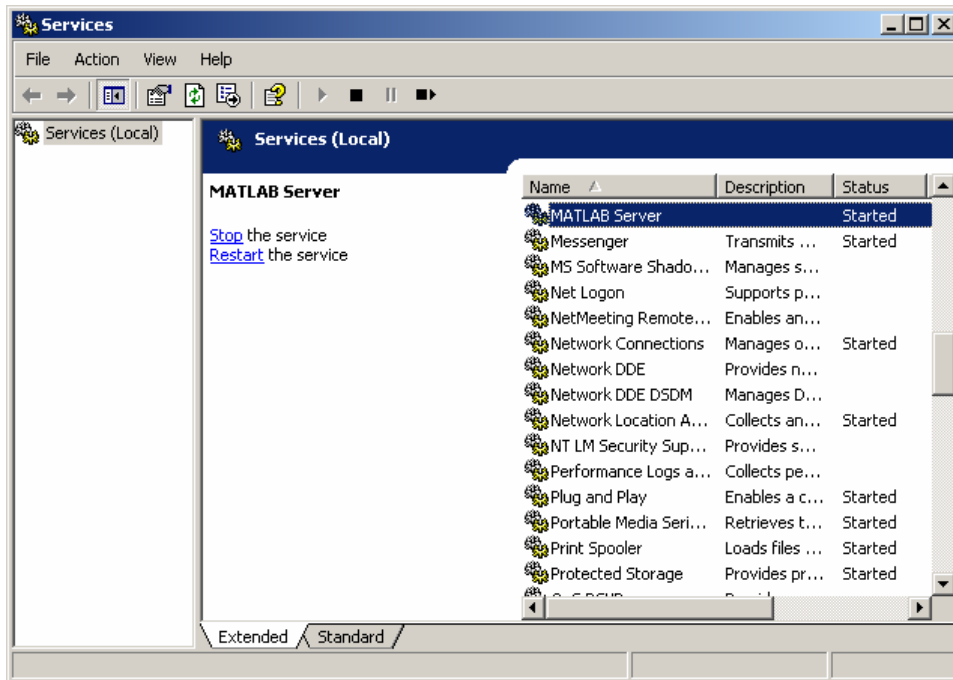 Services
File Action View Help
Services (Local)
Services (Local)
MATLAB Server
Stop the service
Restart the service
Name Description Status
MATLAB Server Started
Messenger Transmits ... Started
MS Software Shado... Manages s...
Net Logon Supports p...
NetMeeting Remote... Enables an...
Network Connections Manages o... Started
Network DDE Provides n...
Network DDE DSDM Manages D...
Network Location A... Collects an... Started
NT LM Security Sup... Provides s...
Performance Logs a... Collects pe...
Plug and Play Enables a c... Started
Portable Media Seri... Retrieves t... Started
Print Spooler Loads files ... Started
Protected Storage Provides pr... Started
Extended Standard